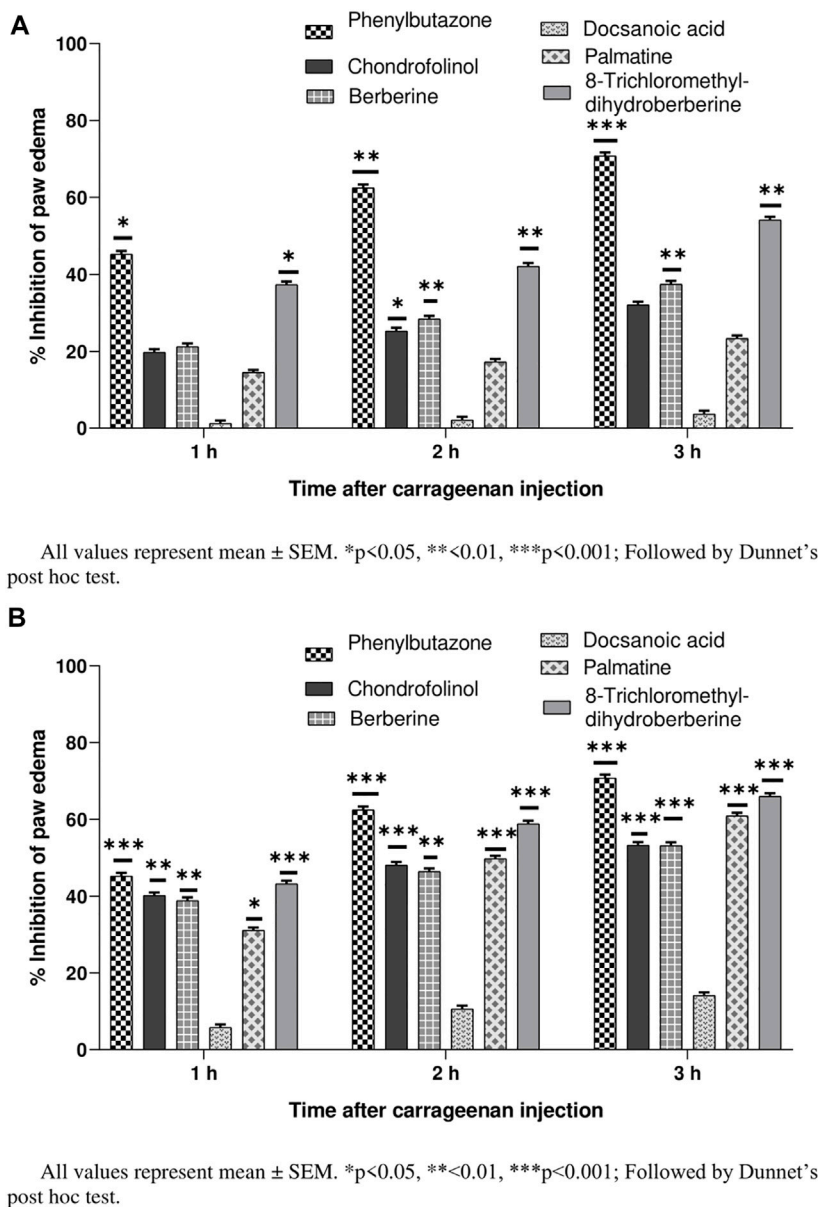 A
Phenylbutazone
Chondrofolinol
Berberine
Docsanoic acid
Palmatine
8-Trichloromethyl-
dihydroberberine
% Inhibition of paw edema
100
80
60
40
20
0
*
*
**
*
**
**
***
**
**
1 h
2 h
3 h
Time after carrageenan injection
All values represent mean ± SEM. *p<0.05, **<0.01, ***p<0.001; Followed by Dunnet's
post hoc test.
B
Phenylbutazone
Chondrofolinol
Berberine
Docsanoic acid
Palmatine
8-Trichloromethyl-
dihydroberberine
% Inhibition of paw edema
100
80
60
40
20
0
***
**
**
*
***
***
***
**
***
***
***
***
***
***
***
1 h
2 h
3 h
Time after carrageenan injection
All values represent mean ± SEM. *p<0.05, **<0.01, ***p<0.001; Followed by Dunnet's
post hoc test.